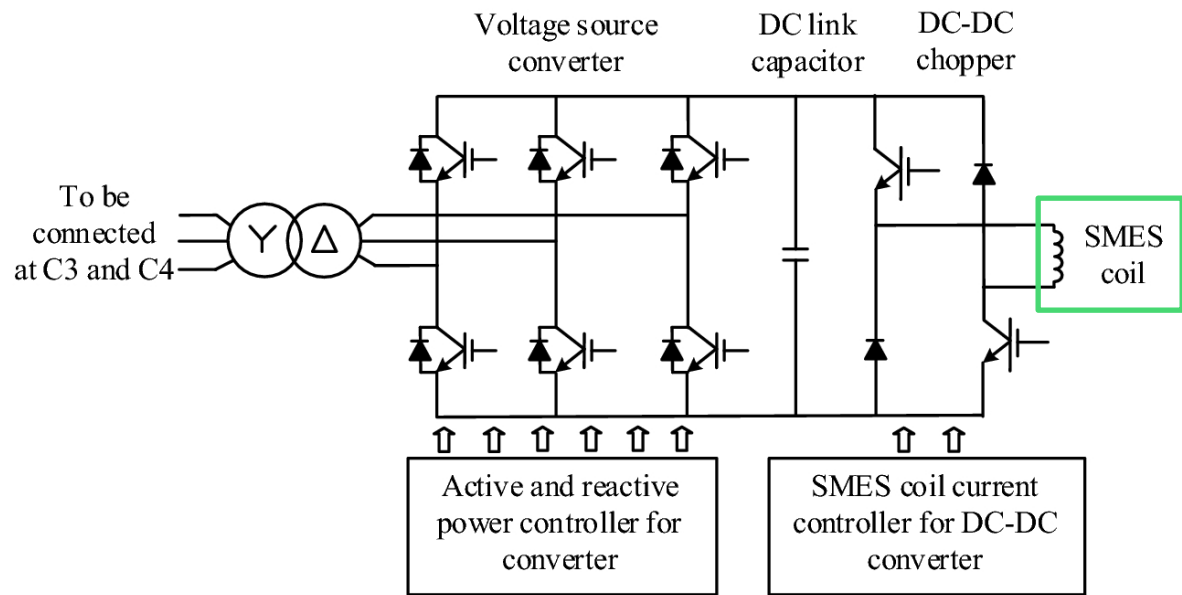 Voltage source
converter
DC link
capacitor
DC-DC
chopper
To be
connected
at C3 and C4
Y
Δ
SMES
coil
Active and reactive
power controller for
converter
SMES coil current
controller for DC-DC
converter